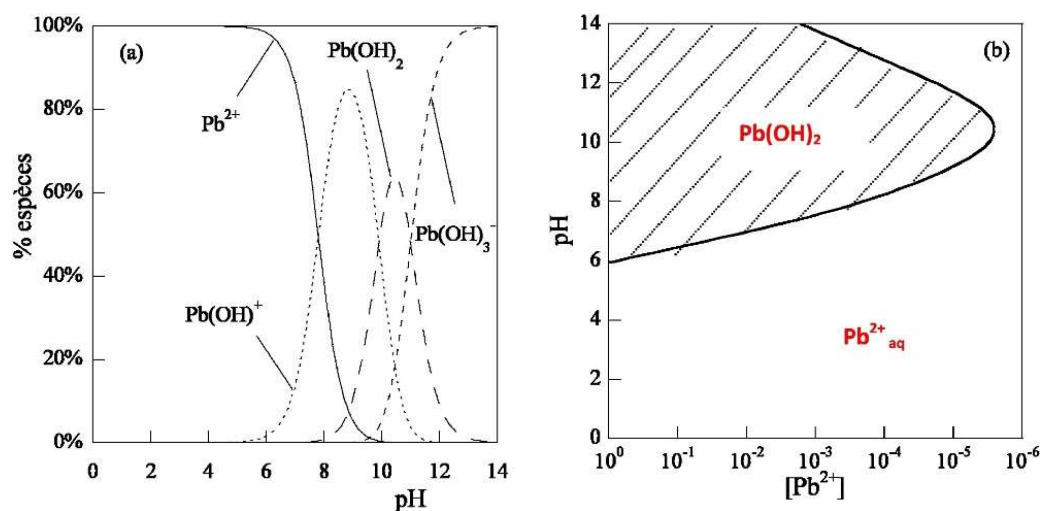 (a)
% espèces
100%
80%
60%
40%
20%
0%
Pb²⁺
Pb(OH)₂
Pb(OH)₃⁻
Pb(OH)⁺
0 2 4 6 8 10 12 14
pH
(b)
pH
14
12
10
8
6
4
2
0
Pb(OH)₂
Pb²⁺ aq
10⁰ 10⁻¹ 10⁻² 10⁻³ 10⁻⁴ 10⁻⁵ 10⁻⁶
[Pb²⁺]